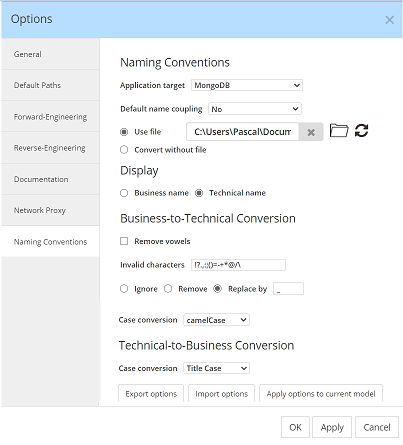 Options ×
General
Default Paths
Forward-Engineering
Reverse-Engineering
Documentation
Network Proxy
Naming Conventions
Naming Conventions
Application target MongoDB
Default name coupling No
Use file C:\Users\Pascal\Docum ×
Convert without file
Display
Business name Technical name
Business-to-Technical Conversion
Remove vowels
Invalid characters !?.,:;()=-+*@/\
Ignore Remove Replace by _
Case conversion camelCase
Technical-to-Business Conversion
Case conversion Title Case
Export options Import options Apply options to current model
OK Apply Cancel